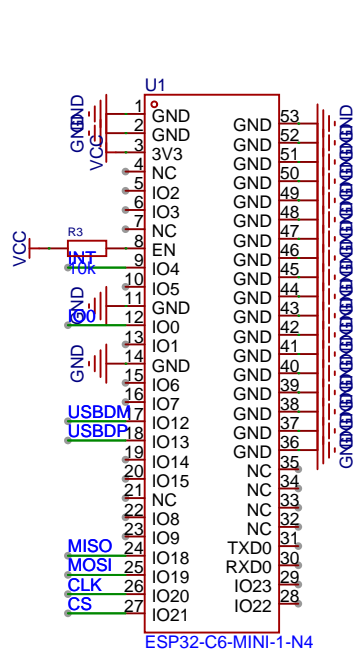 U1
1 GND
2 GND
3 3V3
4 NC
5 IO2
6 IO3
7 NC
8 EN
9 IO4
10 IO5
11 GND
12 IO0
13 IO1
14 GND
15 IO6
16 IO7
17 IO12
18 IO13
19 IO14
20 IO15
21 NC
22 IO8
23 IO9
24 IO18
25 IO19
26 IO20
27 IO21
GND 53
GND 52
GND 51
GND 50
GND 49
GND 48
GND 47
GND 46
GND 45
GND 44
GND 43
GND 42
GND 41
GND 40
GND 39
GND 38
GND 37
GND 36
NC 35
NC 34
NC 33
NC 32
TXD0 31
RXD0 30
IO23 29
IO22 28
GND
GND
VCC
VCC
R3
10k
INT
GND
IO0
GND
USBDM
USBDP
MISO
MOSI
CLK
CS
ESP32-C6-MINI-1-N4